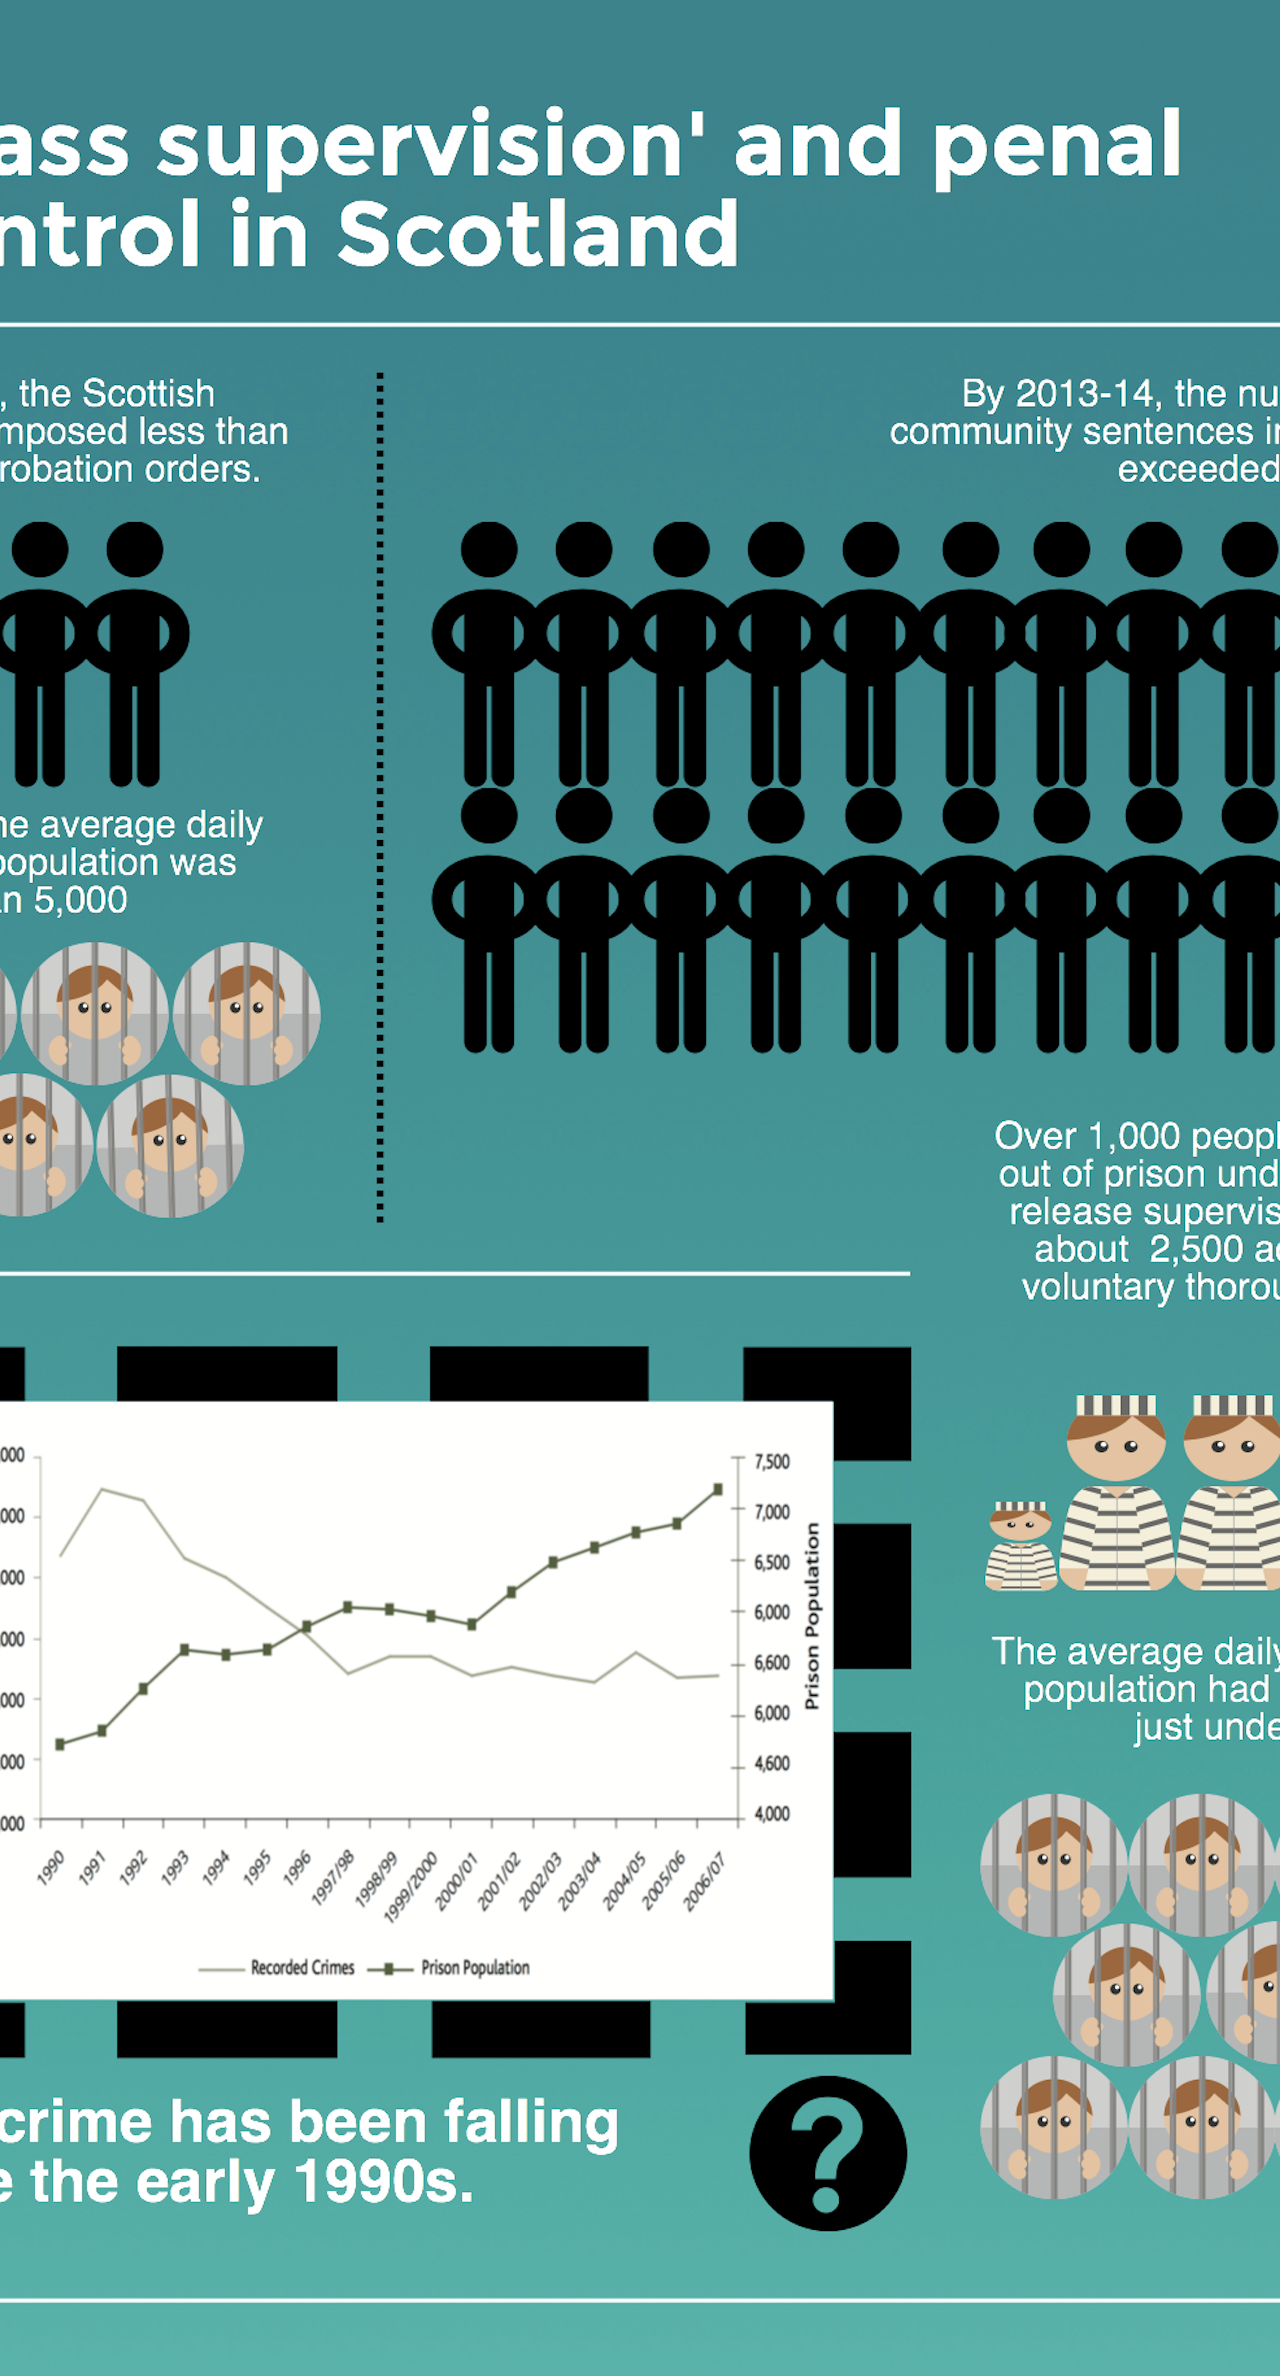 ass supervision' and penal
ntrol in Scotland
, the Scottish
mposed less than
robation orders.
he average daily
population was
n 5,000
By 2013-14, the nu
community sentences in
exceeded
Over 1,000 peopl
out of prison und
release supervis
about 2,500 ac
voluntary thorou
The average daily
population had
just unde
000
000
000
000
000
000
000
7,500
7,000
6,500
6,000
6,600
6,000
4,600
4,000
Prison Population
1990
1991
1992
1993
1994
1995
1996
1997/98
1998/99
1999/2000
2000/01
2001/02
2002/03
2003/04
2004/05
2005/06
2006/07
Recorded Crimes
Prison Population
crime has been falling
e the early 1990s.
?